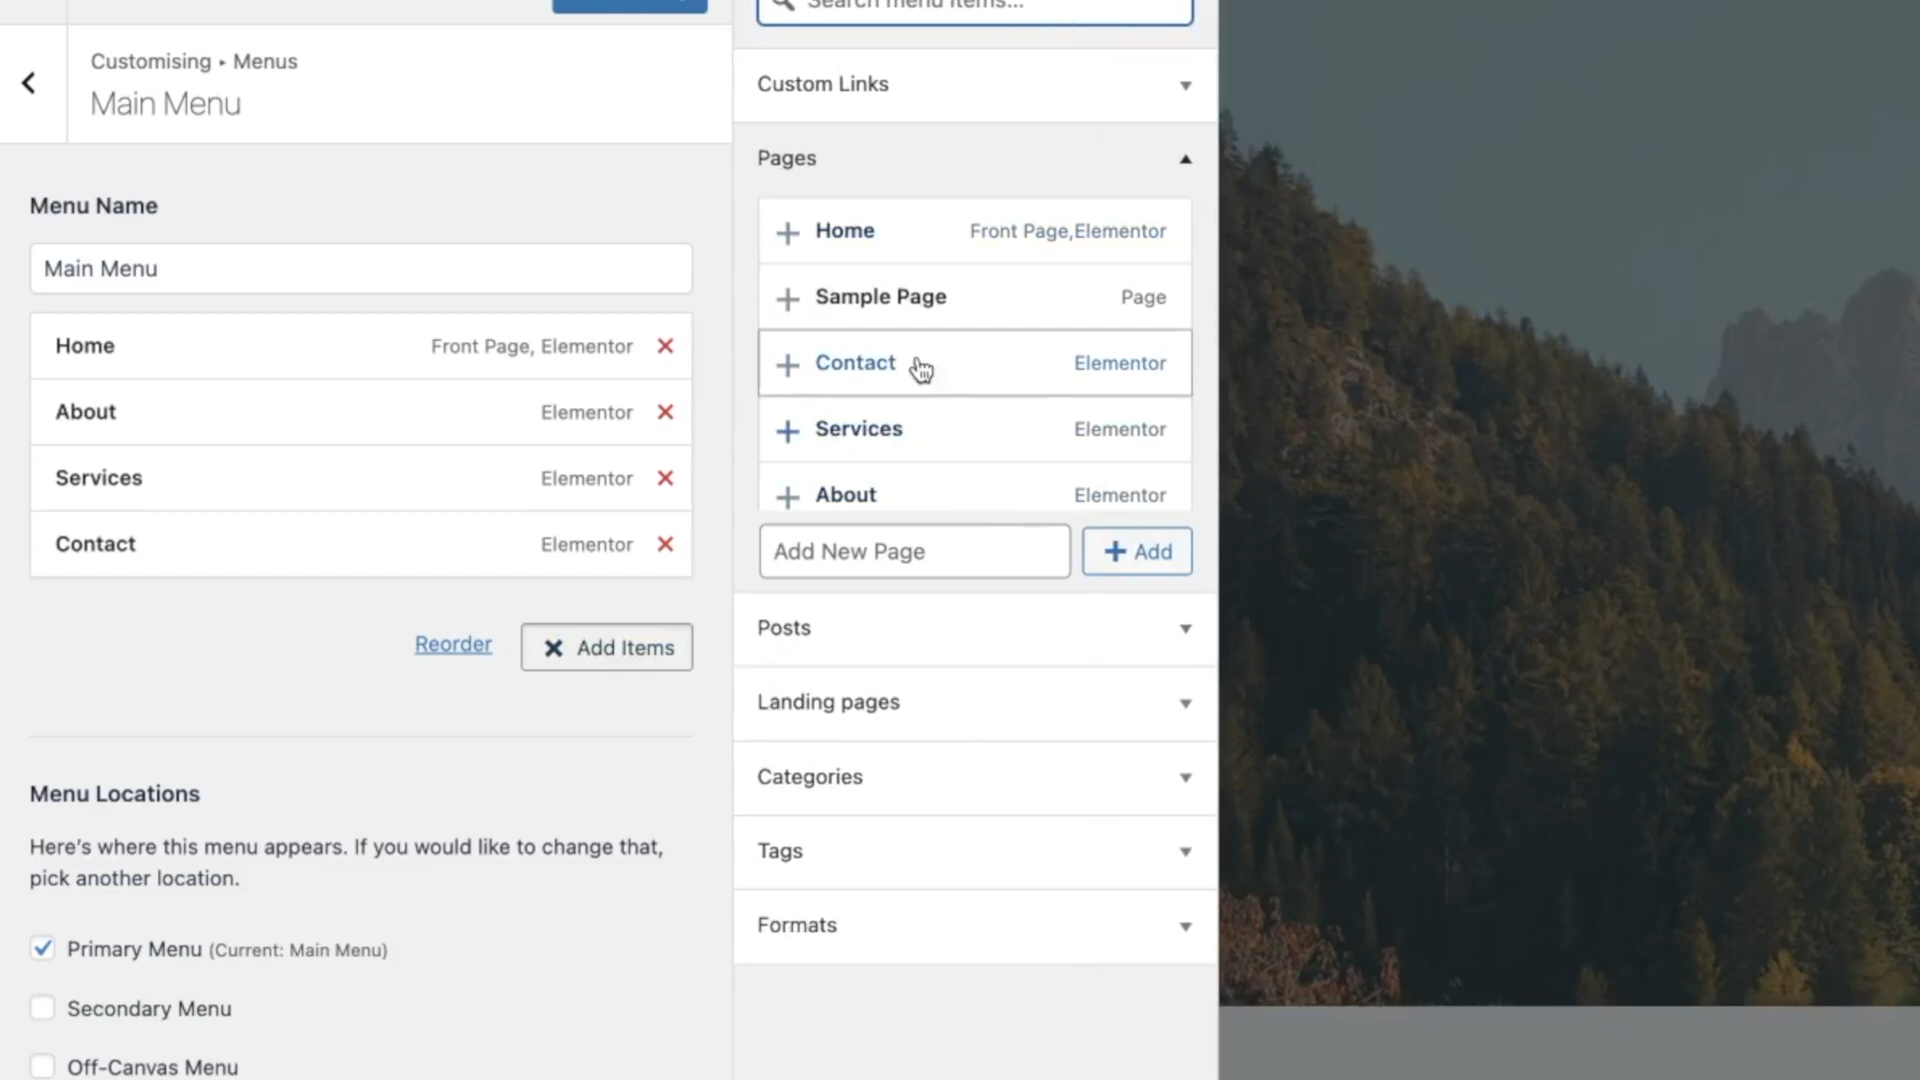 Customising ▸ Menus
Main Menu
Menu Name
Main Menu
Home Front Page, Elementor
About Elementor
Services Elementor
Contact Elementor
Reorder Add Items
Menu Locations
Here's where this menu appears. If you would like to change that,
pick another location.
Primary Menu (Current: Main Menu)
Secondary Menu
Off-Canvas Menu
Search menu items...
Custom Links
Pages
Home Front Page,Elementor
Sample Page Page
Contact Elementor
Services Elementor
About Elementor
Add New Page Add
Posts
Landing pages
Categories
Tags
Formats